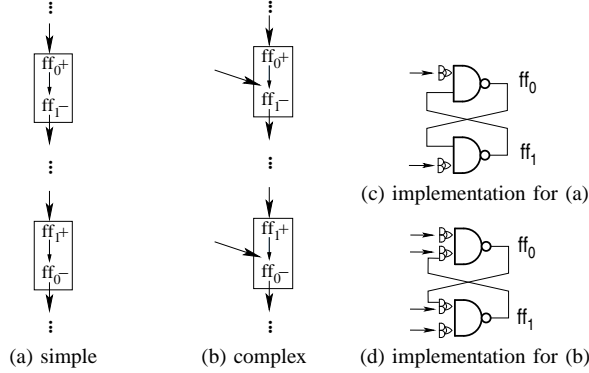 ff0+
ff1−
ff1+
ff0−
(a) simple
ff0+
ff1−
ff1+
ff0−
(b) complex
ff0
ff1
(c) implementation for (a)
ff0
ff1
(d) implementation for (b)